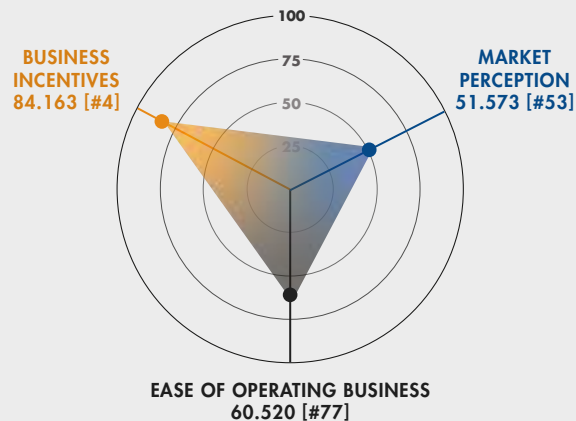 100
75
50
25
BUSINESS
INCENTIVES
84.163 [#4]
MARKET
PERCEPTION
51.573 [#53]
EASE OF OPERATING BUSINESS
60.520 [#77]